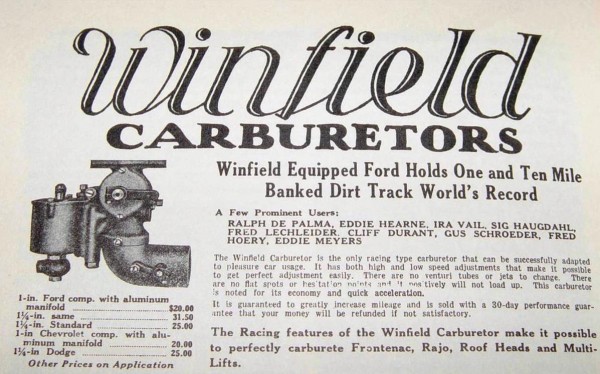 Winfield
CARBURETORS
Winfield Equipped Ford Holds One and Ten Mile
Banked Dirt Track World's Record
A Few Prominent Users:
RALPH DE PALMA, EDDIE HEARNE, IRA VAIL, SIG HAUGDAHL,
FRED LECHLEIDER, CLIFF DURANT, GUS SCHROEDER, FRED
HOERY, EDDIE MEYERS
The Winfield Carburetor is the only racing type carburetor that can be successfully adapted
to pleasure car usage. It has both high and low speed adjustments that make it possible
to get perfect adjustment easily. There are no venturi tubes or jets to change. There
are no flat spots or hesitation points and it positively will not load up. This carburetor
is noted for its economy and quick acceleration.
It is guaranteed to greatly increase mileage and is sold with a 30-day performance guar-
antee that your money will be refunded if not satisfactory.
The Racing features of the Winfield Carburetor make it possible
to perfectly carburete Frontenac, Rajo, Roof Heads and Multi-
Lifts.
1-in. Ford comp. with aluminum
manifold $20.00
1¼-in. same 31.50
1¼-in. Standard 25.00
1-in Chevrolet comp. with alu-
minum manifold 20.00
1¼-in Dodge 25.00
Other Prices on Application